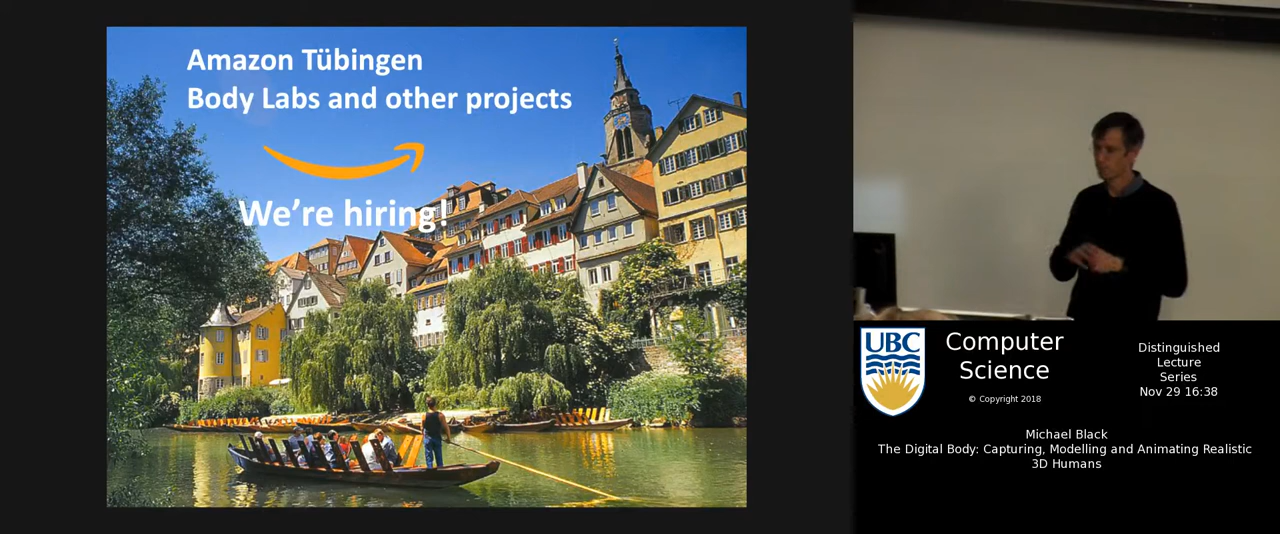 Amazon Tübingen
Body Labs and other projects
We're hiring!
UBC
Computer
Science
© Copyright 2018
Distinguished
Lecture
Series
Nov 29 16:38
Michael Black
The Digital Body: Capturing, Modelling and Animating Realistic
3D Humans